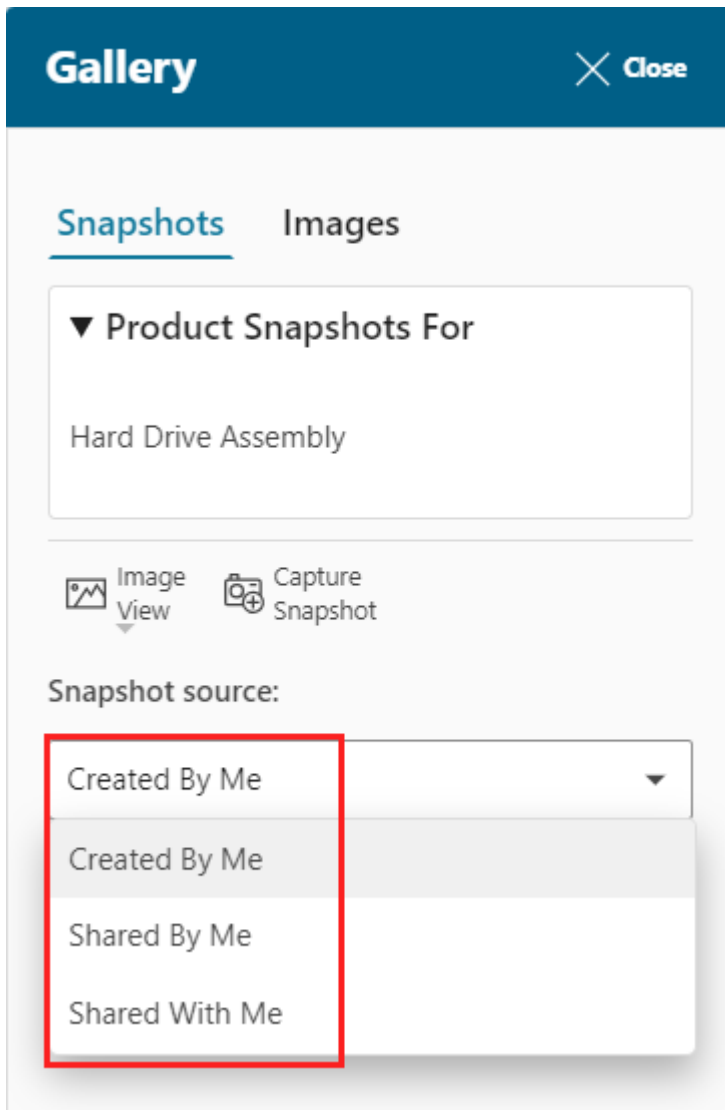 Gallery
Close
Snapshots Images
Product Snapshots For
Hard Drive Assembly
Image
View
Capture
Snapshot
Snapshot source:
Created By Me
Created By Me
Shared By Me
Shared With Me